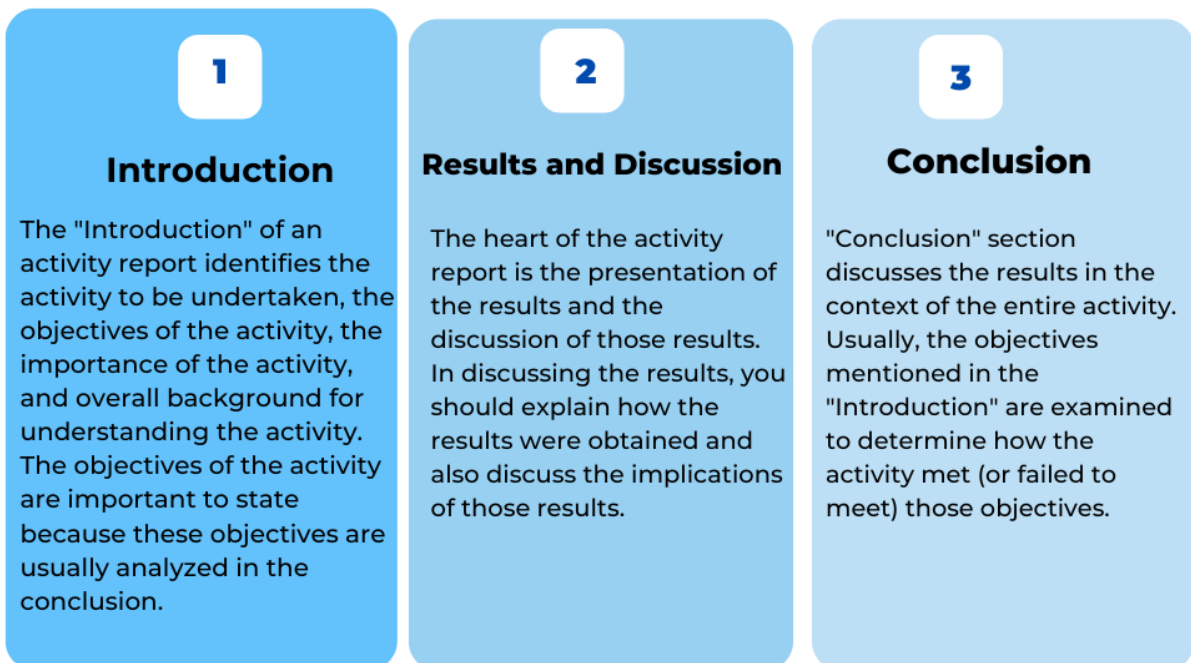 1
Introduction
The "Introduction" of an
activity report identifies the
activity to be undertaken, the
objectives of the activity, the
importance of the activity,
and overall background for
understanding the activity.
The objectives of the activity
are important to state
because these objectives are
usually analyzed in the
conclusion.
2
Results and Discussion
The heart of the activity
report is the presentation of
the results and the
discussion of those results.
In discussing the results, you
should explain how the
results were obtained and
also discuss the implications
of those results.
3
Conclusion
"Conclusion" section
discusses the results in the
context of the entire activity.
Usually, the objectives
mentioned in the
"Introduction" are examined
to determine how the
activity met (or failed to
meet) those objectives.